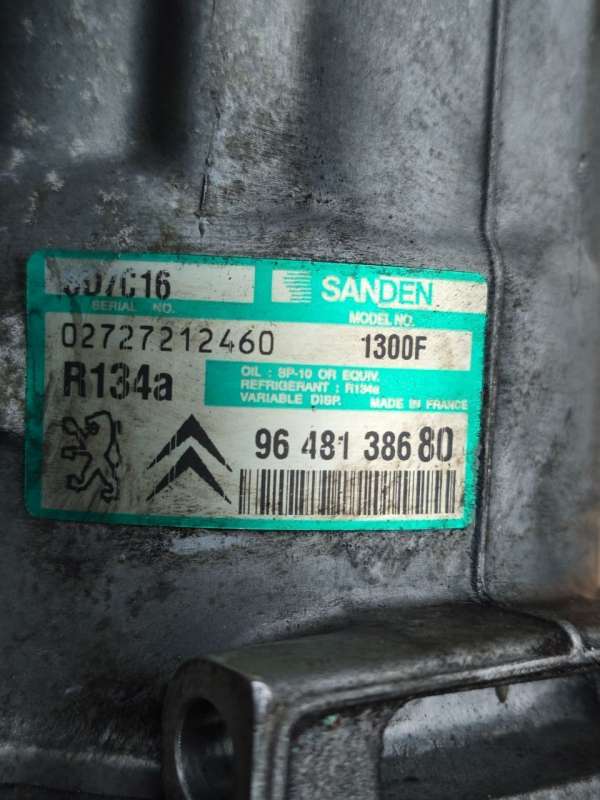 SD7C16
SANDEN
SERIAL NO.
MODEL NO.
02727212460
1300F
R134a
OIL : SP-10 OR EQUIV.
REFRIGERANT : R134a
VARIABLE DISP. MADE IN FRANCE
96 481 386 80